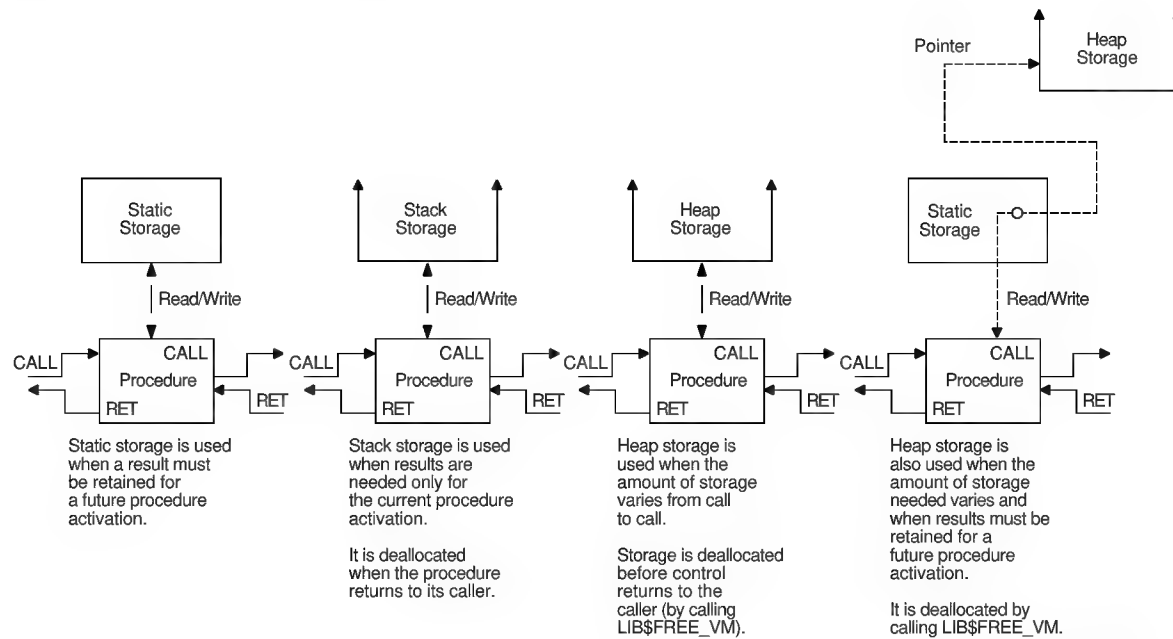 Pointer
Heap
Storage
Static
Storage
Stack
Storage
Heap
Storage
Static
Storage
Read/Write
Read/Write
Read/Write
Read/Write
CALL
CALL
Procedure
RET
RET
CALL
CALL
Procedure
RET
RET
CALL
CALL
Procedure
RET
RET
CALL
CALL
Procedure
RET
RET
Static storage is used
when a result must
be retained for
a future procedure
activation.
Stack storage is used
when results are
needed only for
the current procedure
activation.
It is deallocated
when the procedure
returns to its caller.
Heap storage is
used when the
amount of storage
varies from call
to call.
Storage is deallocated
before control
returns to the
caller (by calling
LIB$FREE_VM).
Heap storage is
also used when the
amount of storage
needed varies and
when results must be
retained for a
future procedure
activation.
It is deallocated by
calling LIB$FREE_VM.